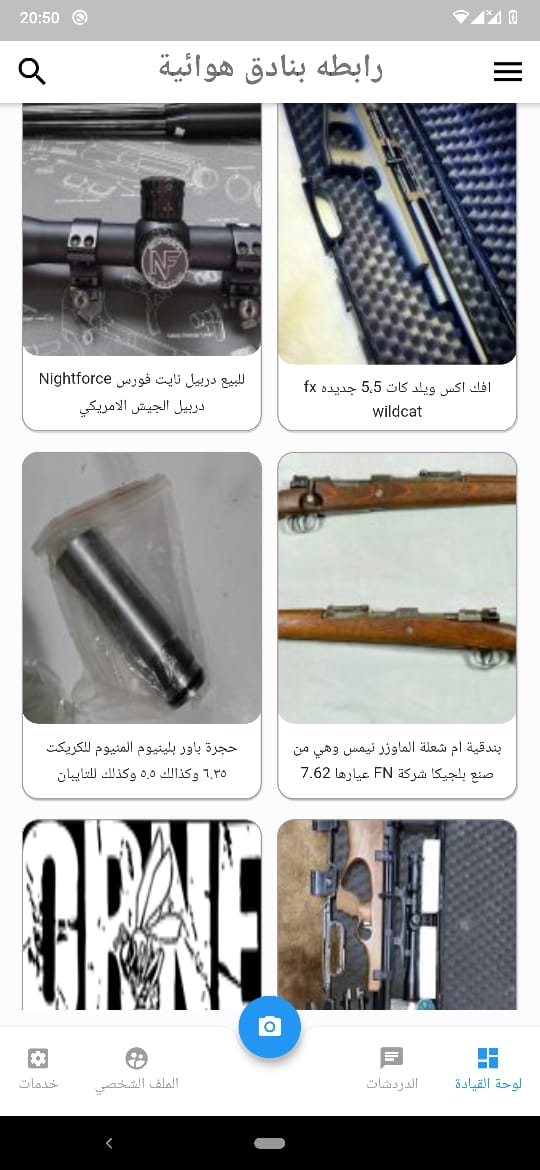 20:50
رابطه بنادق هوائية
NF
افك اكس ويلد كات 5,5 جديده fx
wildcat
للبيع دربيل نايت فورس Nightforce
دربيل الجيش الامريكي
بندقية ام شعلة الماوزر نيمس وهي من
صنع بلجيكا شركة FN عيارها 7.62
حجرة باور بلينيوم المنيوم للكريكت
٦.٣٥ وكذالك ٥.٥ وكذلك للتايبان
ORNE
لوحة القيادة
الدردشات
الملف الشخصي
خدمات